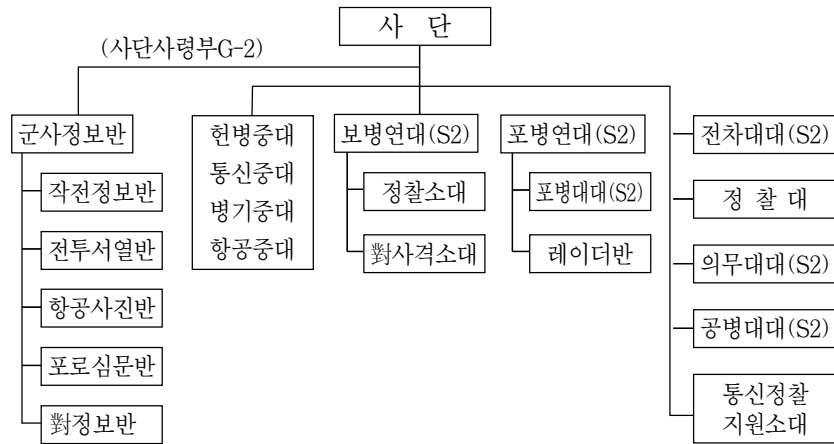 사 단
(사단사령부G-2)
군사정보반
작전정보반
전투서열반
항공사진반
포로심문반
對정보반
헌병중대
통신중대
병기중대
항공중대
보병연대(S2)
정찰소대
對사격소대
포병연대(S2)
포병대대(S2)
레이더반
전차대대(S2)
정 찰 대
의무대대(S2)
공병대대(S2)
통신정찰
지원소대